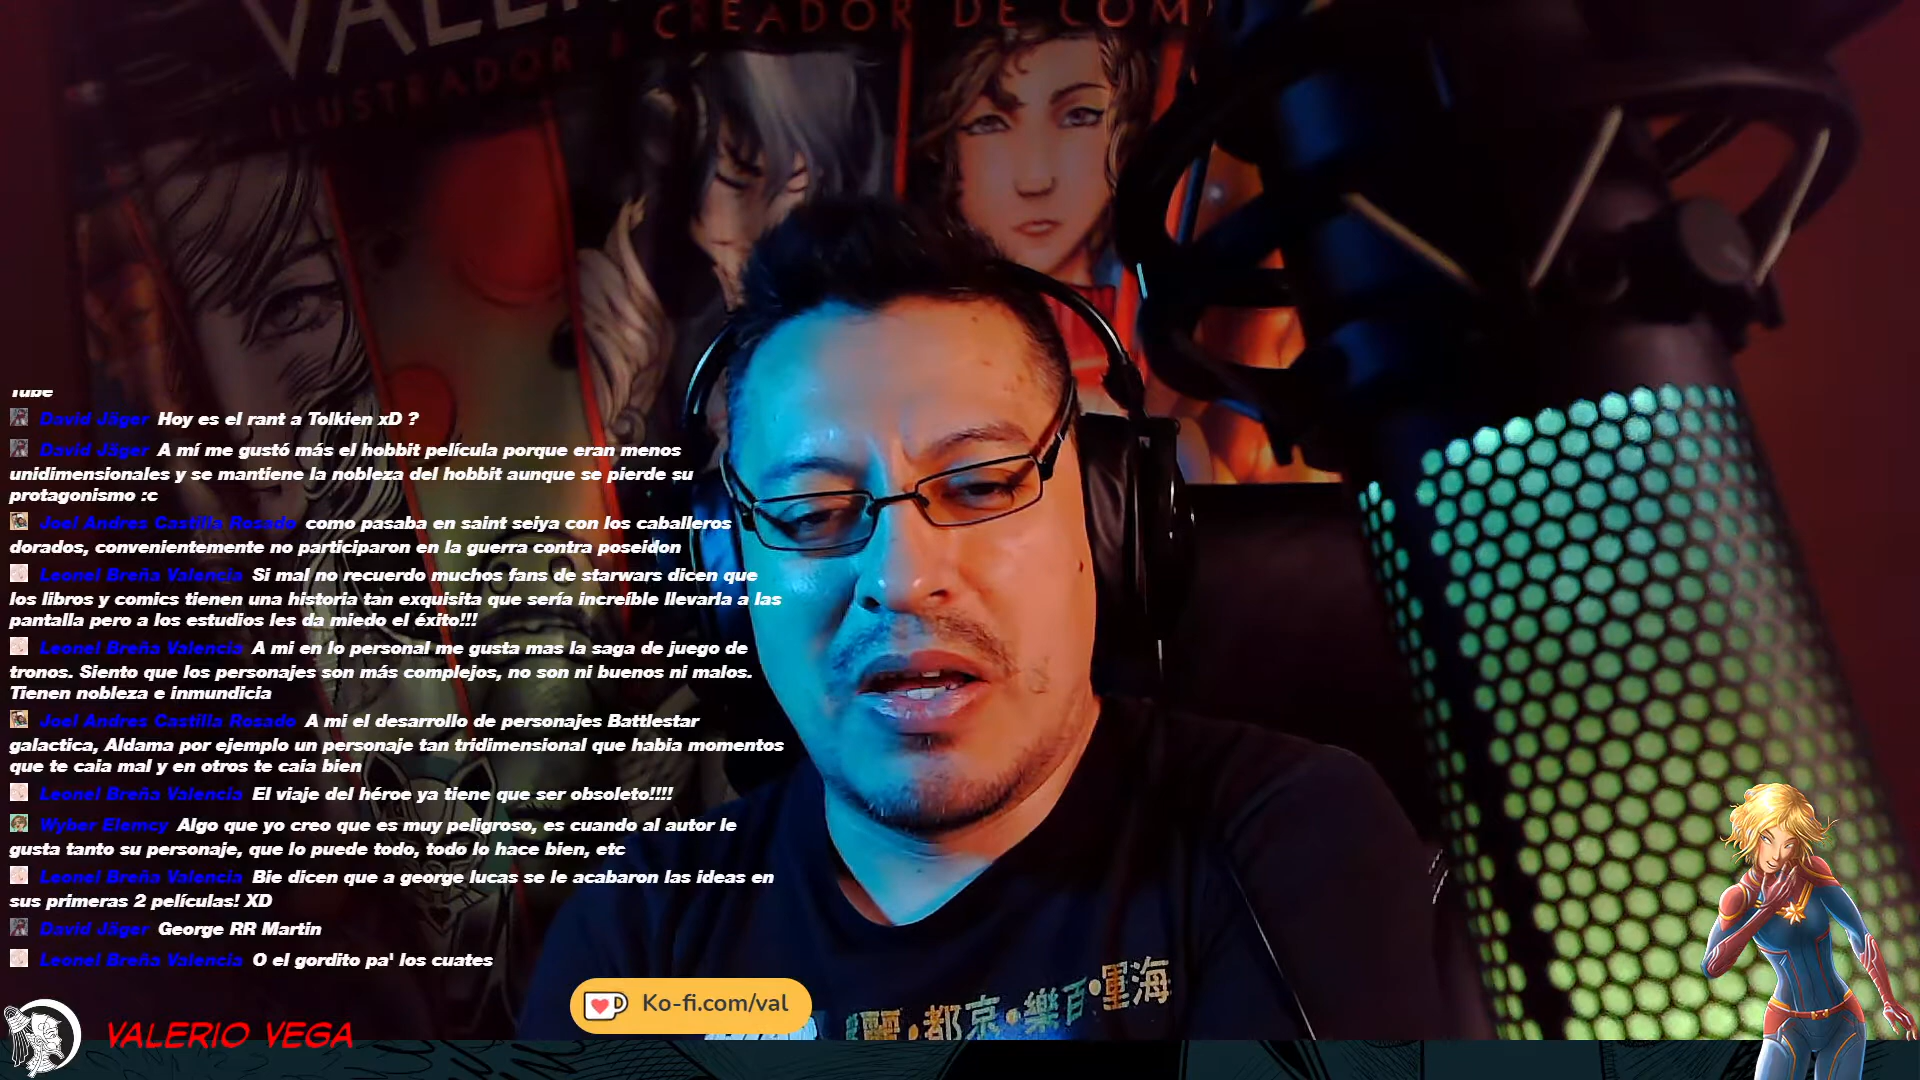 VALER
CREADOR DE COM
ILUSTRADOR &
Tube
David Jäger Hoy es el rant a Tolkien xD ?
David Jäger A mí me gustó más el hobbit película porque eran menos
unidimensionales y se mantiene la nobleza del hobbit aunque se pierde su
protagonismo :c
Joel Andres Castilla Rosado como pasaba en saint seiya con los caballeros
dorados, convenientemente no participaron en la guerra contra poseidon
Leonel Breña Valencia Si mal no recuerdo muchos fans de starwars dicen que
los libros y comics tienen una historia tan exquisita que sería increíble llevarla a las
pantalla pero a los estudios les da miedo el éxito!!!
Leonel Breña Valencia A mi en lo personal me gusta mas la saga de juego de
tronos. Siento que los personajes son más complejos, no son ni buenos ni malos.
Tienen nobleza e inmundicia
Joel Andres Castilla Rosado A mi el desarrollo de personajes Battlestar
galactica, Aldama por ejemplo un personaje tan tridimensional que habia momentos
que te caia mal y en otros te caia bien
Leonel Breña Valencia El viaje del héroe ya tiene que ser obsoleto!!!!
Wyber Elemcy Algo que yo creo que es muy peligroso, es cuando al autor le
gusta tanto su personaje, que lo puede todo, todo lo hace bien, etc
Leonel Breña Valencia Bie dicen que a george lucas se le acabaron las ideas en
sus primeras 2 películas! XD
David Jäger George RR Martin
Leonel Breña Valencia O el gordito pa' los cuates
Ko-fi.com/val
都京•樂百•運海
VALERIO VEGA